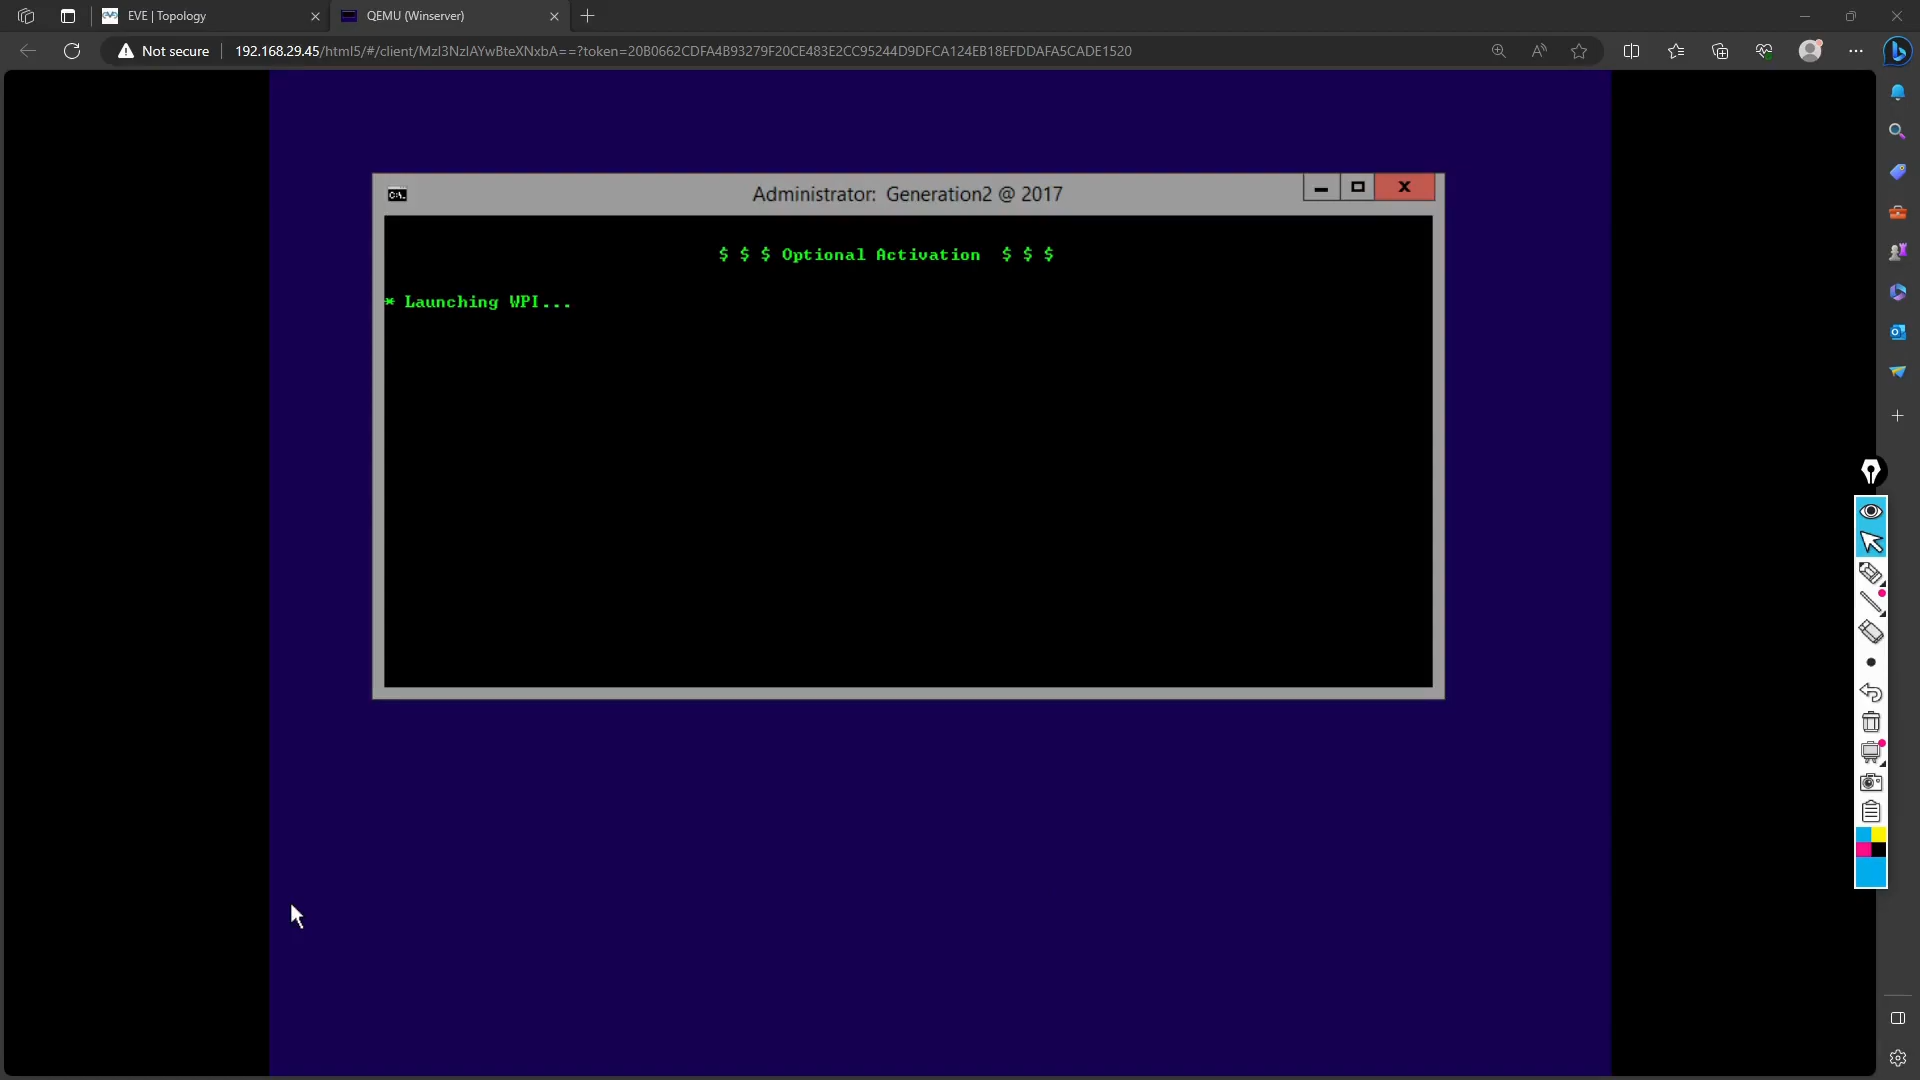 EVE | Topology
QEMU (Winserver)
Not secure
192.168.29.45/html5/#/client/MzI3NzIAYwBteXNxbA==?token=20B0662CDFA4B93279F20CE483E2CC95244D9DFCA124EB18EFDDAFA5CADE1520
Administrator: Generation2 @ 2017
$ $ $ Optional Activation $ $ $
* Launching WPI...